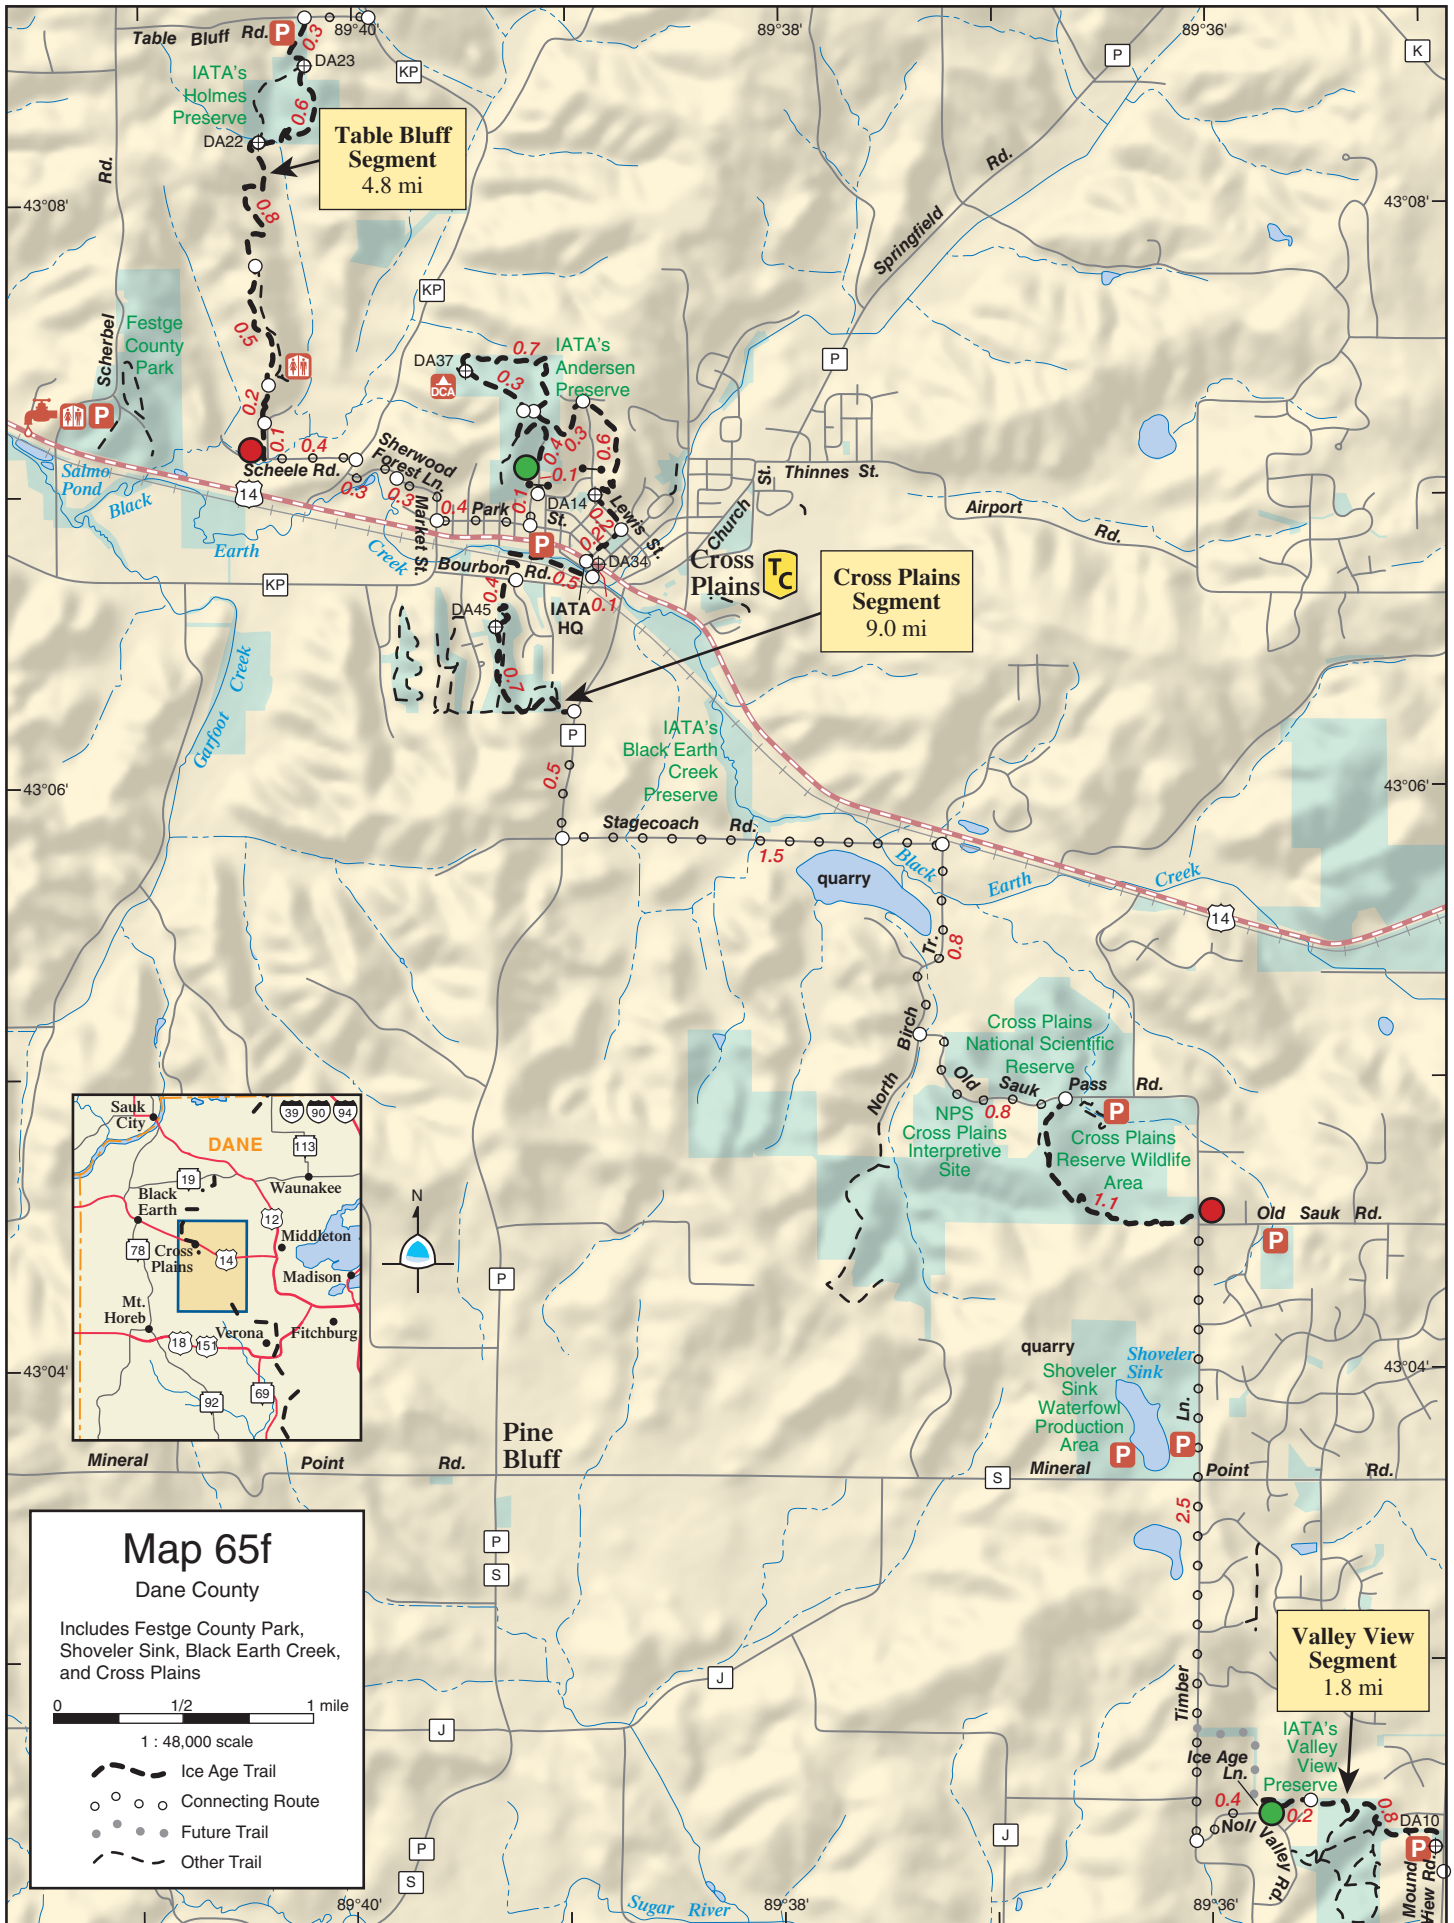 Table Bluff Rd.
P
0.3
89°40'
89°38'
89°36'
P
K
DA23
KP
IATA's
Holmes
Preserve
0.6
DA22
Table Bluff
Segment
4.8 mi
Rd.
Rd.
43°08'
43°08'
0.8
Springfield
KP
Scherbel
Festge
County
Park
0.5
DA37
0.7
IATA's
Andersen
Preserve
0.3
DCA
P
P
0.2
0.1
0.4
Scheele Rd.
Sherwood
Forest Ln.
0.3
0.3
0.4
0.3
0.6
0.1
0.1
DA14
Thinnes St.
St.
Salmo
Pond
14
Black
Earth
Creek
Market St.
0.4
Park St.
P
0.2
0.2
Lewis St.
Church
Airport
Rd.
Bourbon Rd.
0.5
DA34
Cross
Plains
TC
KP
0.4
DA45
IATA
HQ
0.1
Cross Plains
Segment
9.0 mi
Garfoot
Creek
0.7
P
IATA's
Black Earth
Creek
Preserve
0.5
43°06'
43°06'
Stagecoach Rd.
1.5
quarry
Black
Earth
Creek
14
Tr.
0.8
Birch
North
Cross Plains
National Scientific
Reserve
Old Sauk Pass Rd.
0.8
P
NPS
Cross Plains
Interpretive
Site
Cross Plains
Reserve Wildlife
Area
1.1
Old Sauk Rd.
P
Sauk
City
39
90
94
DANE
113
19
Waunakee
Black
Earth
12
78
Cross
Plains
14
Middleton
Madison
Mt.
Horeb
18
151
Verona
Fitchburg
92
69
N
P
quarry
Shoveler
Sink
Shoveler
Sink
Waterfowl
Production
Area
Ln.
P
P
43°04'
43°04'
Pine
Bluff
Mineral Point Rd.
S
Mineral Point Rd.
2.5
P
S
Map 65f
Dane County
Includes Festge County Park,
Shoveler Sink, Black Earth Creek,
and Cross Plains
0 1/2 1 mile
1 : 48,000 scale
Ice Age Trail
Connecting Route
Future Trail
Other Trail
J
J
Timber
Valley View
Segment
1.8 mi
IATA's
Valley
View
Preserve
Ice Age
Ln.
0.4
0.2
0.8
Noll
Valley Rd.
DA10
P
Mound
View Rd.
J
P
S
89°40'
89°38'
89°36'
Sugar River